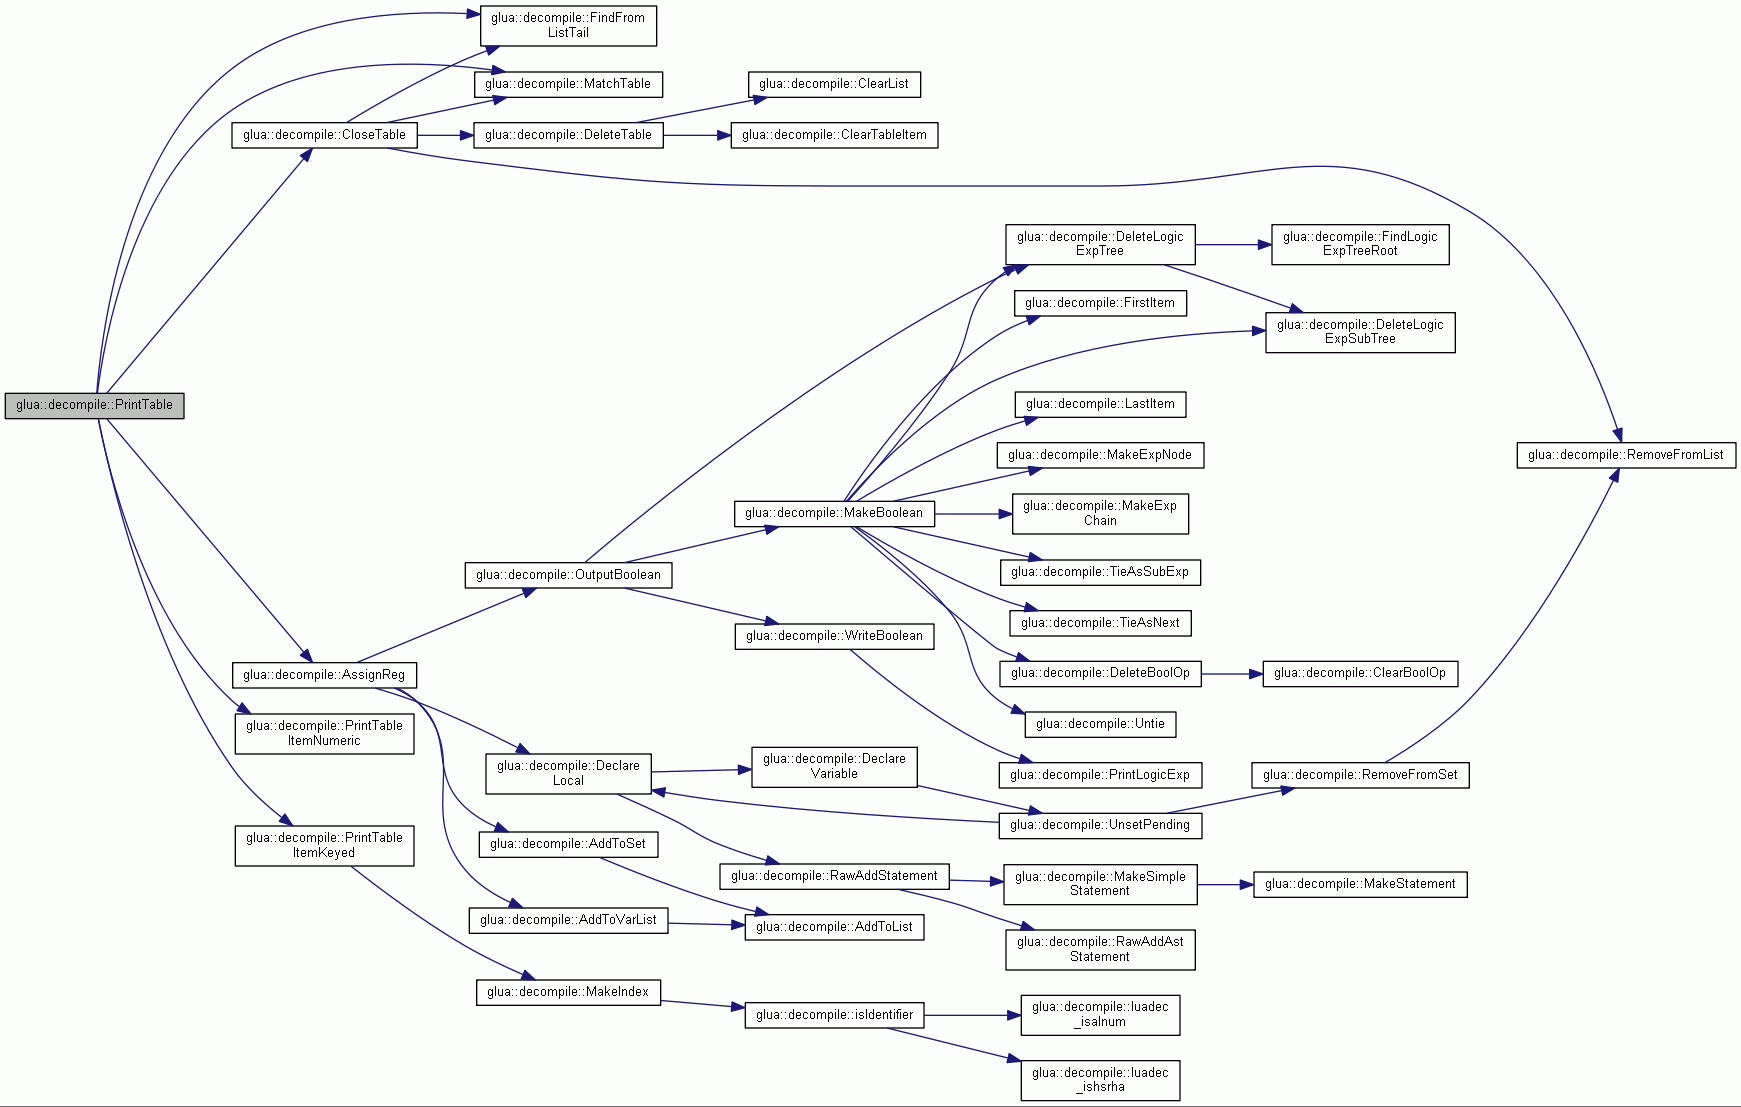 glua::decompile::FindFrom
ListTail
glua::decompile::MatchTable
glua::decompile::ClearList
glua::decompile::CloseTable
glua::decompile::DeleteTable
glua::decompile::ClearTableItem
glua::decompile::DeleteLogic
ExpTree
glua::decompile::FindLogic
ExpTreeRoot
glua::decompile::FirstItem
glua::decompile::DeleteLogic
ExpSubTree
glua::decompile::PrintTable
glua::decompile::LastItem
glua::decompile::MakeExpNode
glua::decompile::RemoveFromList
glua::decompile::MakeBoolean
glua::decompile::MakeExp
Chain
glua::decompile::OutputBoolean
glua::decompile::TieAsSubExp
glua::decompile::WriteBoolean
glua::decompile::TieAsNext
glua::decompile::AssignReg
glua::decompile::DeleteBoolOp
glua::decompile::ClearBoolOp
glua::decompile::PrintTable
ItemNumeric
glua::decompile::Untie
glua::decompile::Declare
Local
glua::decompile::Declare
Variable
glua::decompile::PrintLogicExp
glua::decompile::RemoveFromSet
glua::decompile::UnsetPending
glua::decompile::PrintTable
ItemKeyed
glua::decompile::AddToSet
glua::decompile::RawAddStatement
glua::decompile::MakeSimple
Statement
glua::decompile::MakeStatement
glua::decompile::AddToVarList
glua::decompile::AddToList
glua::decompile::RawAddAst
Statement
glua::decompile::MakeIndex
glua::decompile::isIdentifier
glua::decompile::luadec
_isalnum
glua::decompile::luadec
_ishsrha